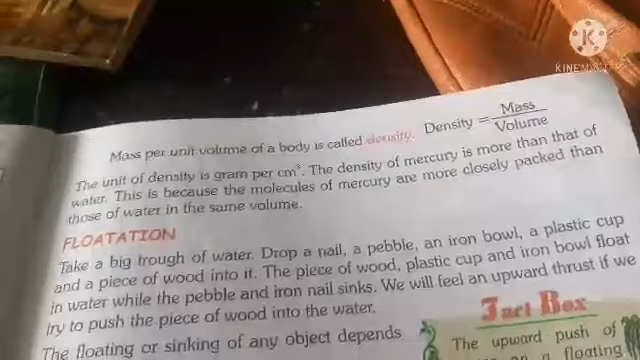 K
KINEMASTER
Mass per unit volume of a body is called density. Density = Mass / Volume
The unit of density is gram per cm³. The density of mercury is more than that of
water. This is because the molecules of mercury are more closely packed than
those of water in the same volume.
FLOATATION
Take a big trough of water. Drop a nail, a pebble, an iron bowl, a plastic cup
and a piece of wood into it. The piece of wood, plastic cup and iron bowl float
in water while the pebble and iron nail sinks. We will feel an upward thrust if we
try to push the piece of wood into the water.
The floating or sinking of any object depends
Fact Box
The upward push of
an floating